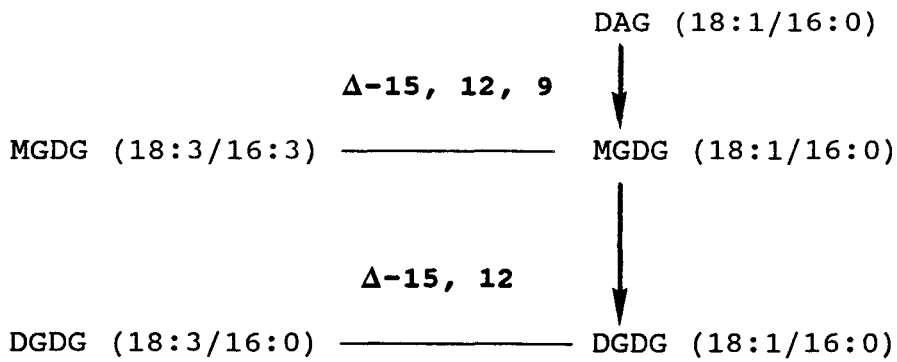 DAG (18:1/16:0)
Δ-15, 12, 9
MGDG (18:3/16:3) MGDG (18:1/16:0)
Δ-15, 12
DGDG (18:3/16:0) DGDG (18:1/16:0)